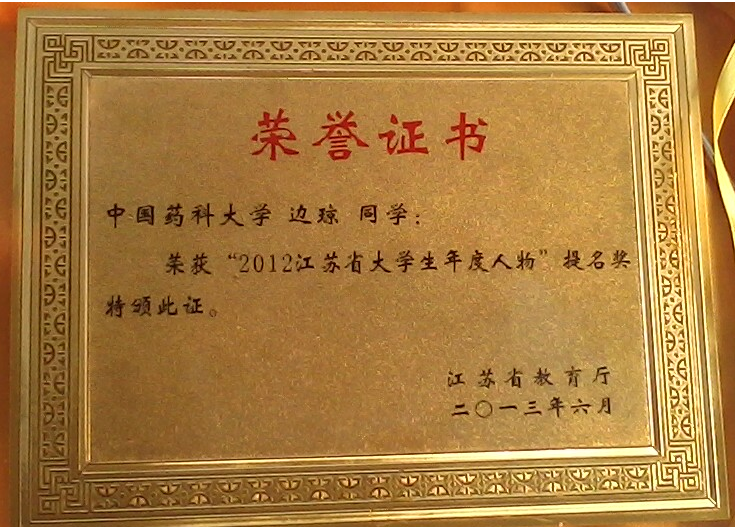 荣誉证书
中国药科大学 边琼 同学：
荣获“2012江苏省大学生年度人物”提名奖
特颁此证。
江苏省教育厅
二〇一三年六月